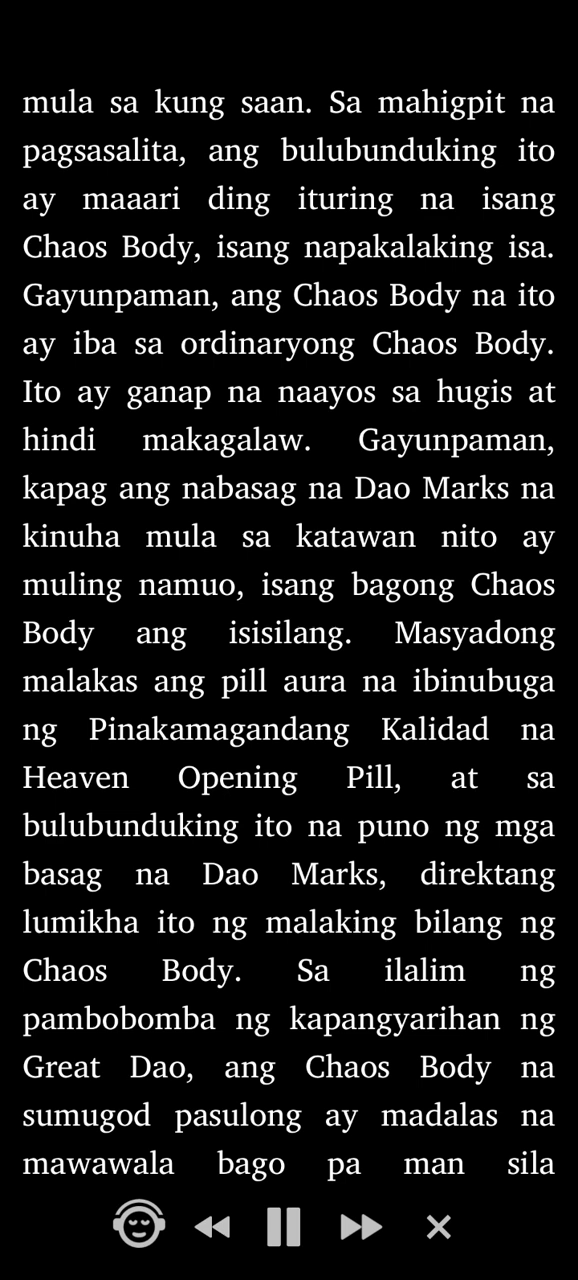 mula sa kung saan. Sa mahigpit na
pagsasalita, ang bulubunduking ito
ay maaari ding ituring na isang
Chaos Body, isang napakalaking isa.
Gayunpaman, ang Chaos Body na ito
ay iba sa ordinaryong Chaos Body.
Ito ay ganap na naayos sa hugis at
hindi makagalaw. Gayunpaman,
kapag ang nabasag na Dao Marks na
kinuha mula sa katawan nito ay
muling namuo, isang bagong Chaos
Body ang isisilang. Masyadong
malakas ang pill aura na ibinubuga
ng Pinakamagandang Kalidad na
Heaven Opening Pill, at sa
bulubunduking ito na puno ng mga
basag na Dao Marks, direktang
lumikha ito ng malaking bilang ng
Chaos Body. Sa ilalim ng
pambobomba ng kapangyarihan ng
Great Dao, ang Chaos Body na
sumugod pasulong ay madalas na
mawawala bago pa man sila